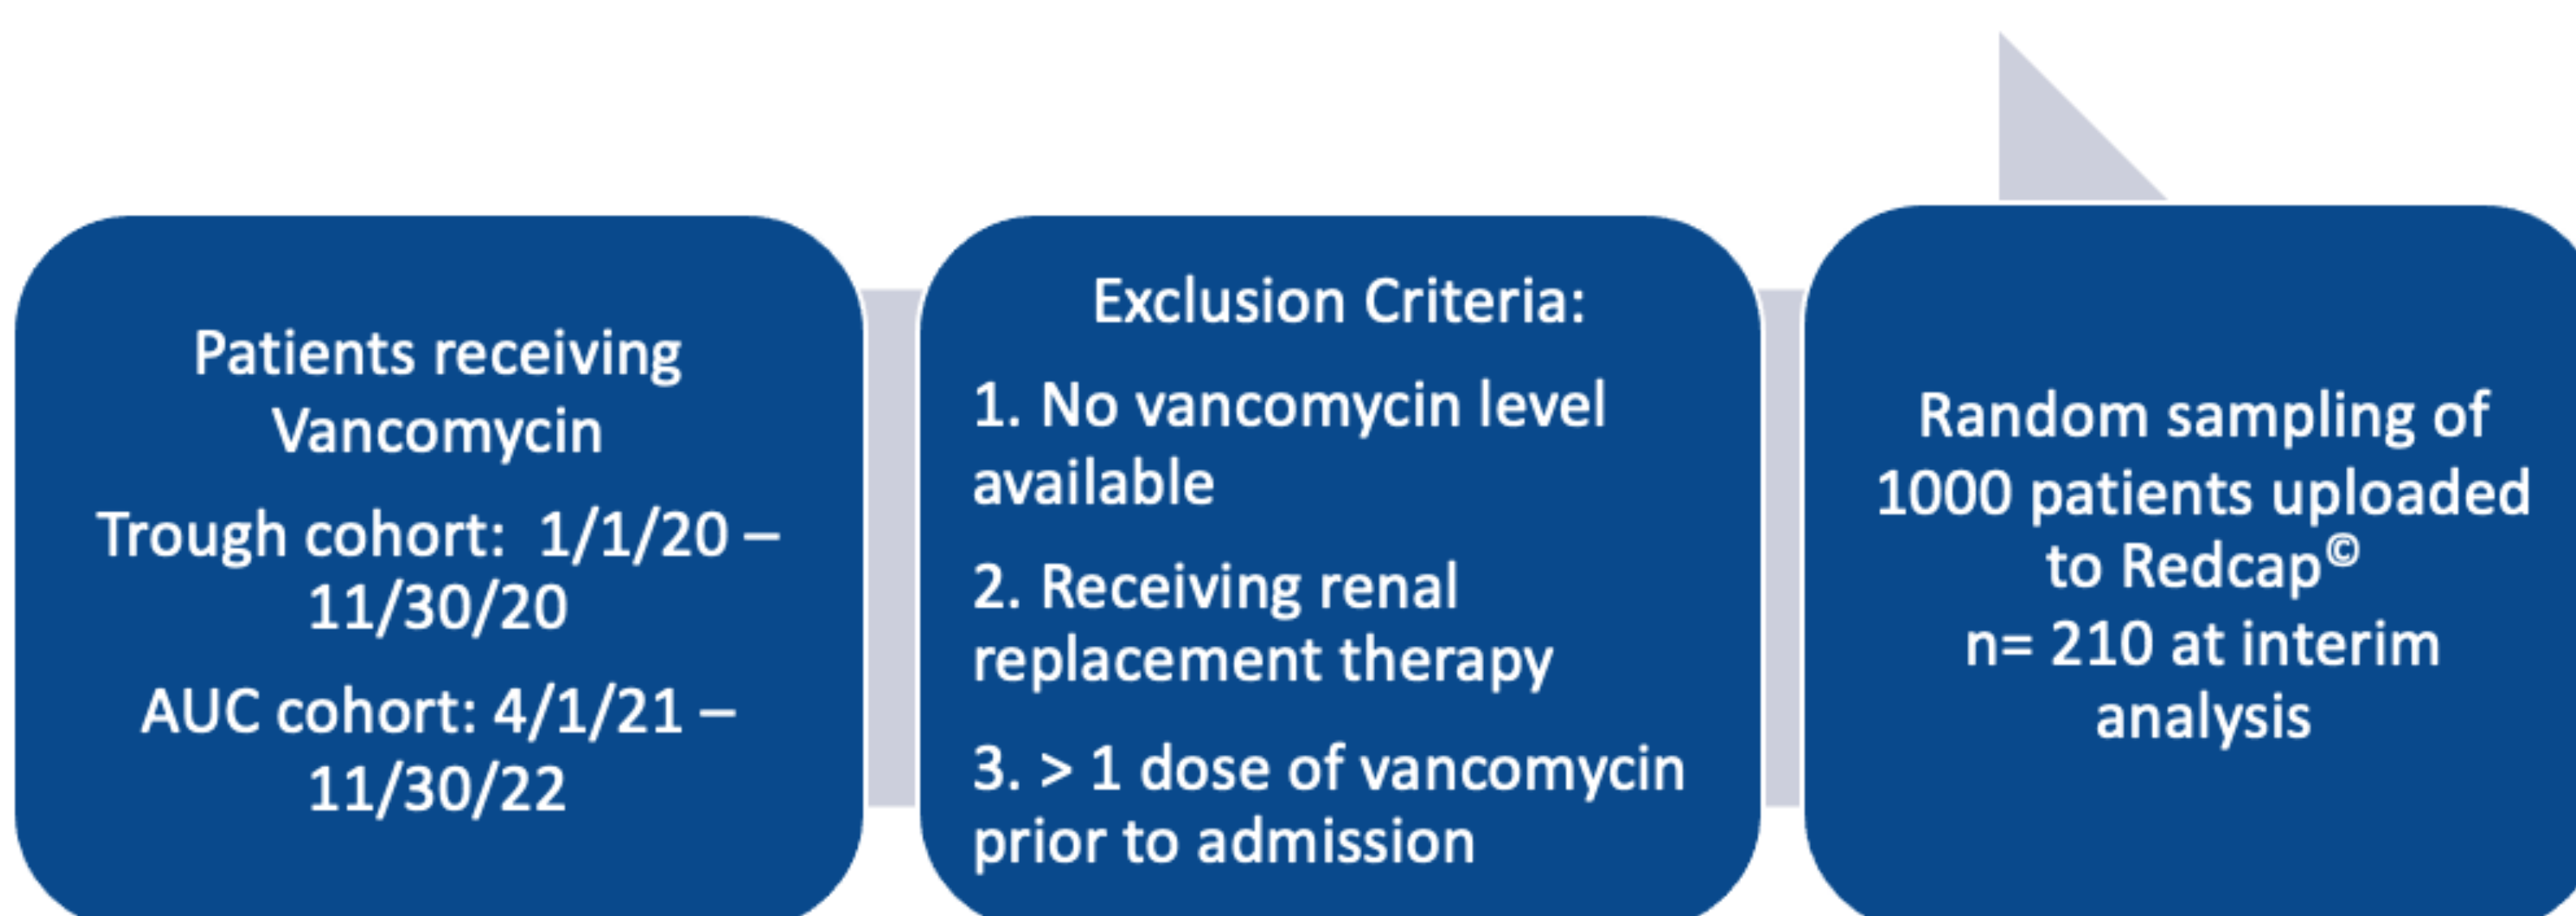 Patients receiving
Vancomycin
Trough cohort:  1/1/20 –
11/30/20
AUC cohort: 4/1/21 –
11/30/22
Exclusion Criteria:
1. No vancomycin level
available
2. Receiving renal
replacement therapy
3. > 1 dose of vancomycin
prior to admission
Random sampling of
1000 patients uploaded
to Redcap©
n= 210 at interim
analysis